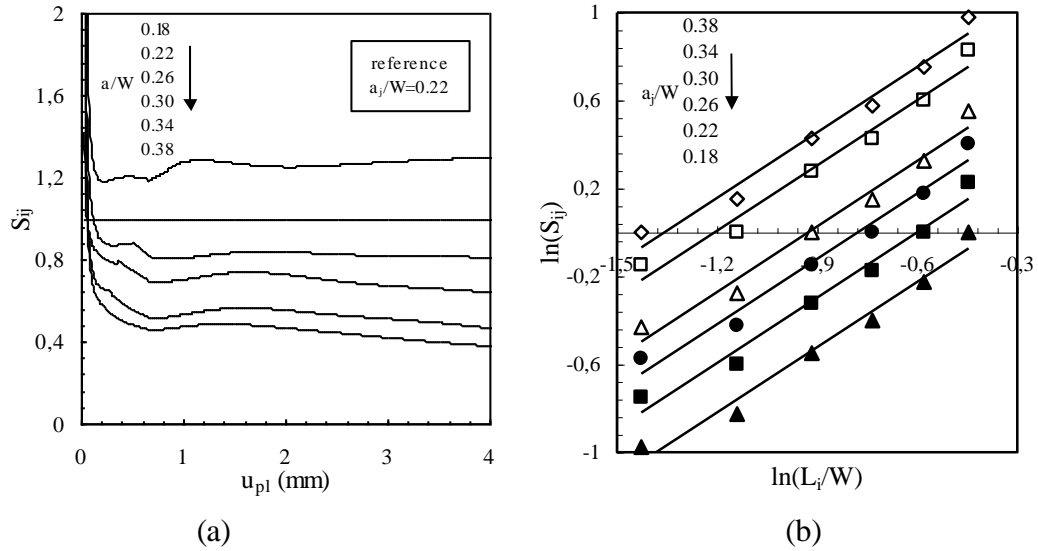 2
1,6
1,2
0,8
0,4
0
S_ij
0 1 2 3 4
u_pl (mm)
a/W
0.18
0.22
0.26
0.30
0.34
0.38
reference
a_j/W=0.22
(a)
1
0,6
0,2
-0,2
-0,6
-1
ln(S_ij)
-1,5 -1,2 -0,9 -0,6 -0,3
ln(L_i/W)
a_j/W
0.38
0.34
0.30
0.26
0.22
0.18
(b)